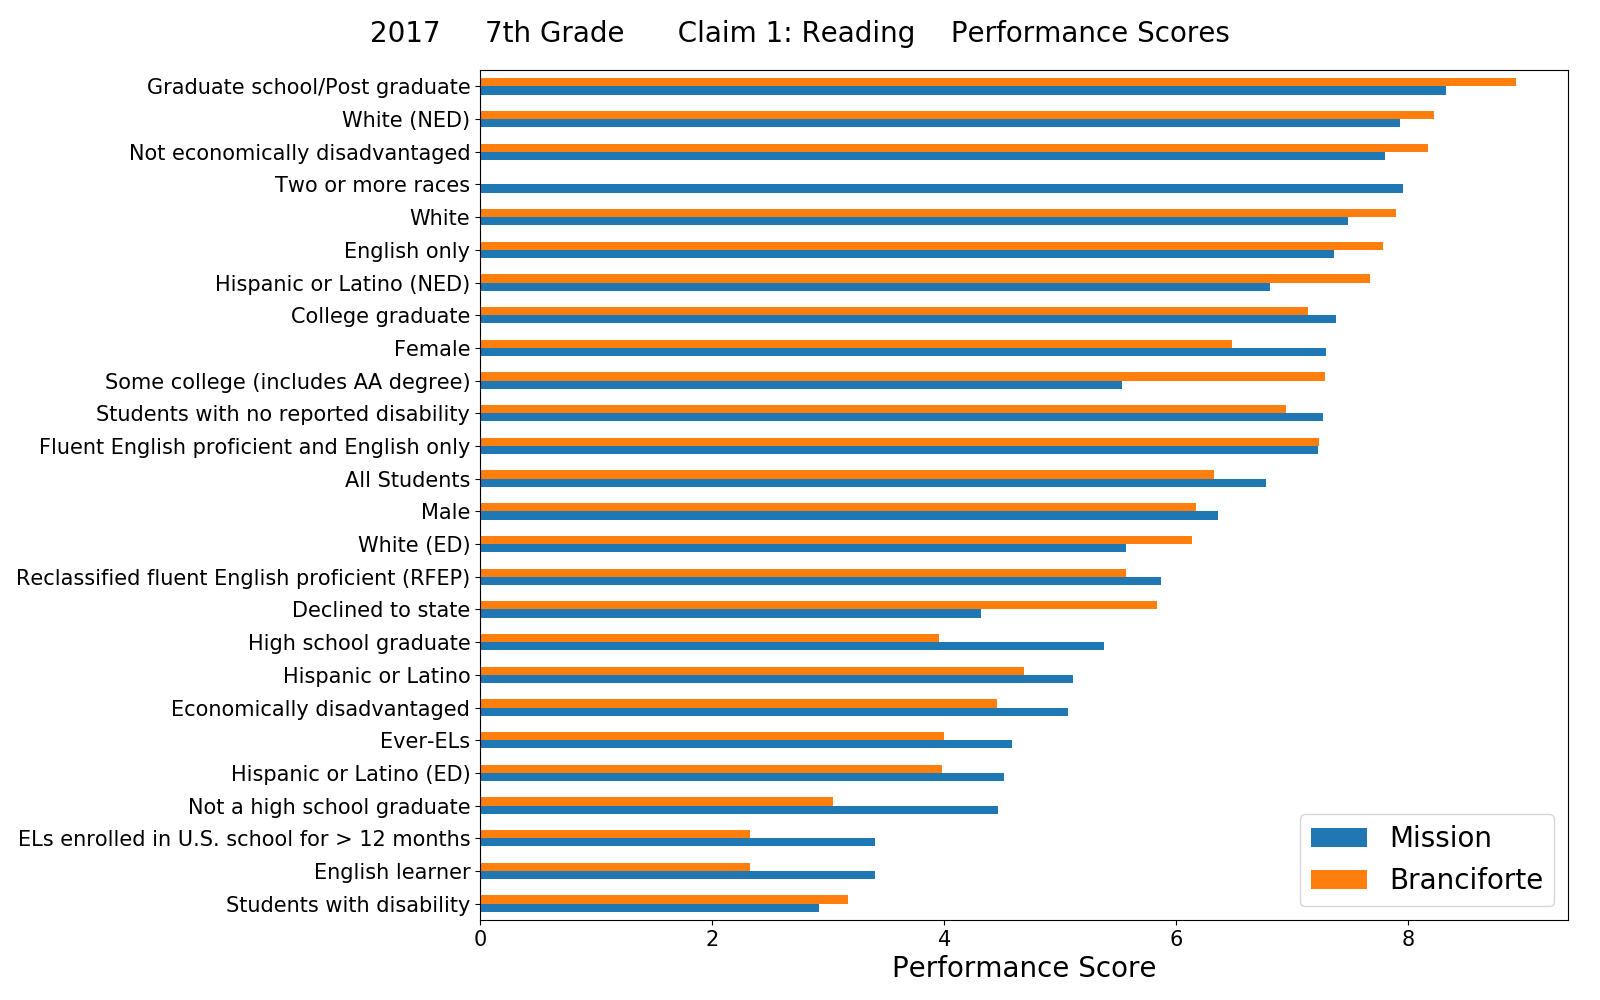 2017 7th Grade Claim 1: Reading Performance Scores
Graduate school/Post graduate
White (NED)
Not economically disadvantaged
Two or more races
White
English only
Hispanic or Latino (NED)
College graduate
Female
Some college (includes AA degree)
Students with no reported disability
Fluent English proficient and English only
All Students
Male
White (ED)
Reclassified fluent English proficient (RFEP)
Declined to state
High school graduate
Hispanic or Latino
Economically disadvantaged
Ever-ELs
Hispanic or Latino (ED)
Not a high school graduate
ELs enrolled in U.S. school for > 12 months
English learner
Students with disability
Mission
Branciforte
0 2 4 6 8
Performance Score